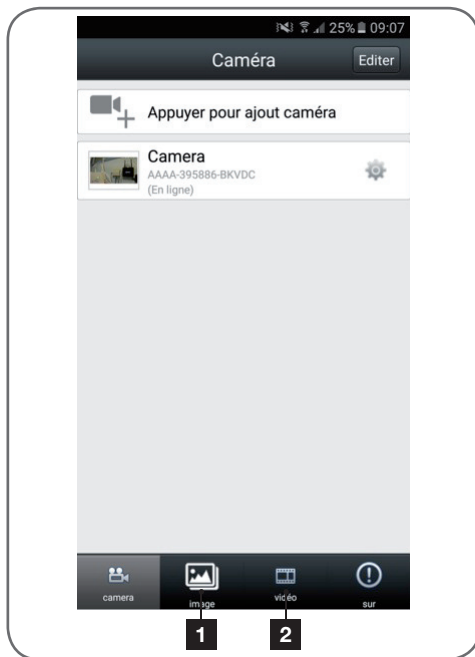 25% 09:07
Caméra
Editer
Appuyer pour ajout caméra
Camera
AAAA-395886-BKVDC
(En ligne)
camera
image
vidéo
sur
1
2